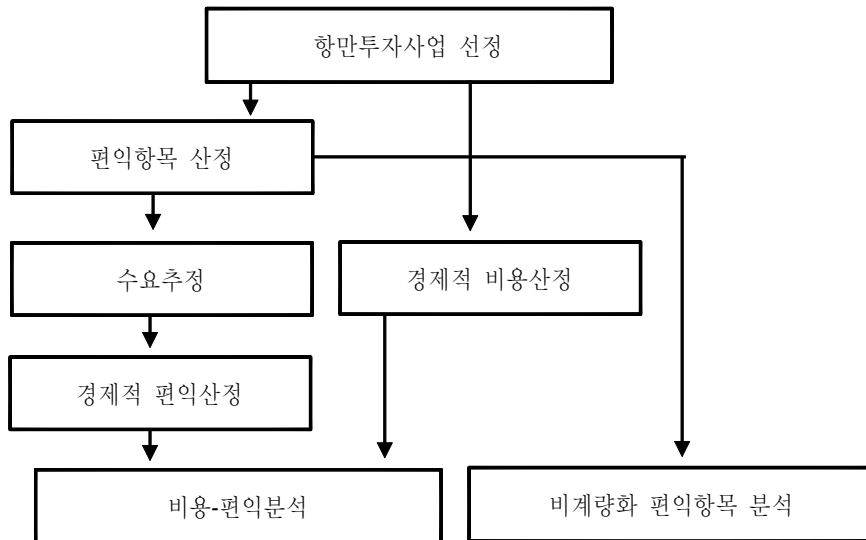 항만투자사업 선정
편익항목 산정
수요추정
경제적 비용산정
경제적 편익산정
비용-편익분석
비계량화 편익항목 분석